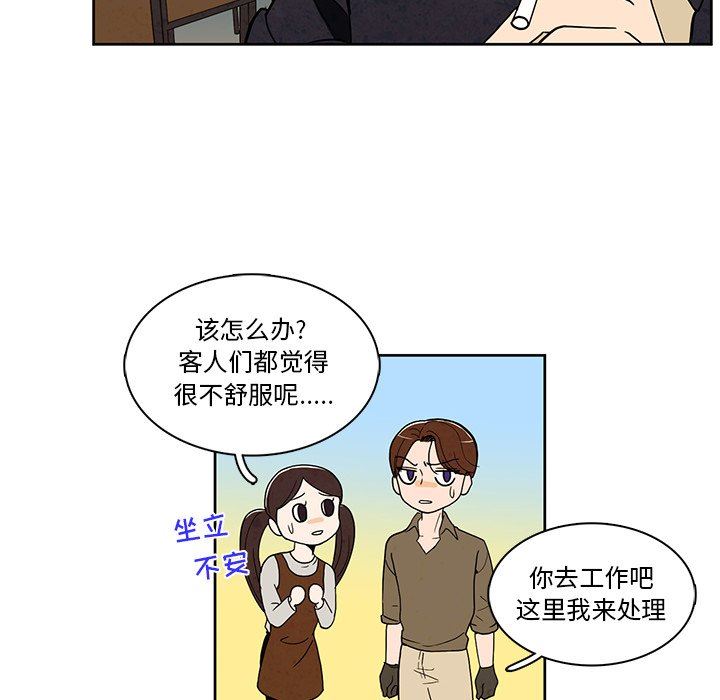 该怎么办?
客人们都觉得
很不舒服呢.....
坐立
不安
你去工作吧
这里我来处理